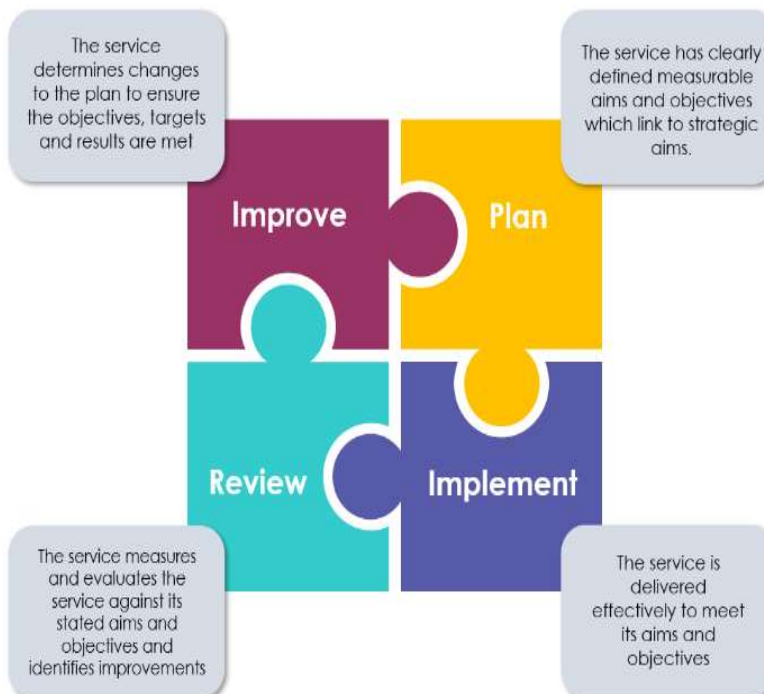 The service
determines changes
to the plan to ensure
the objectives, targets
and results are met
The service has clearly
defined measurable
aims and objectives
which link to strategic
aims.
Improve
Plan
Review
Implement
The service measures
and evaluates the
service against its
stated aims and
objectives and
identifies improvements
The service is
delivered
effectively to meet
its aims and
objectives